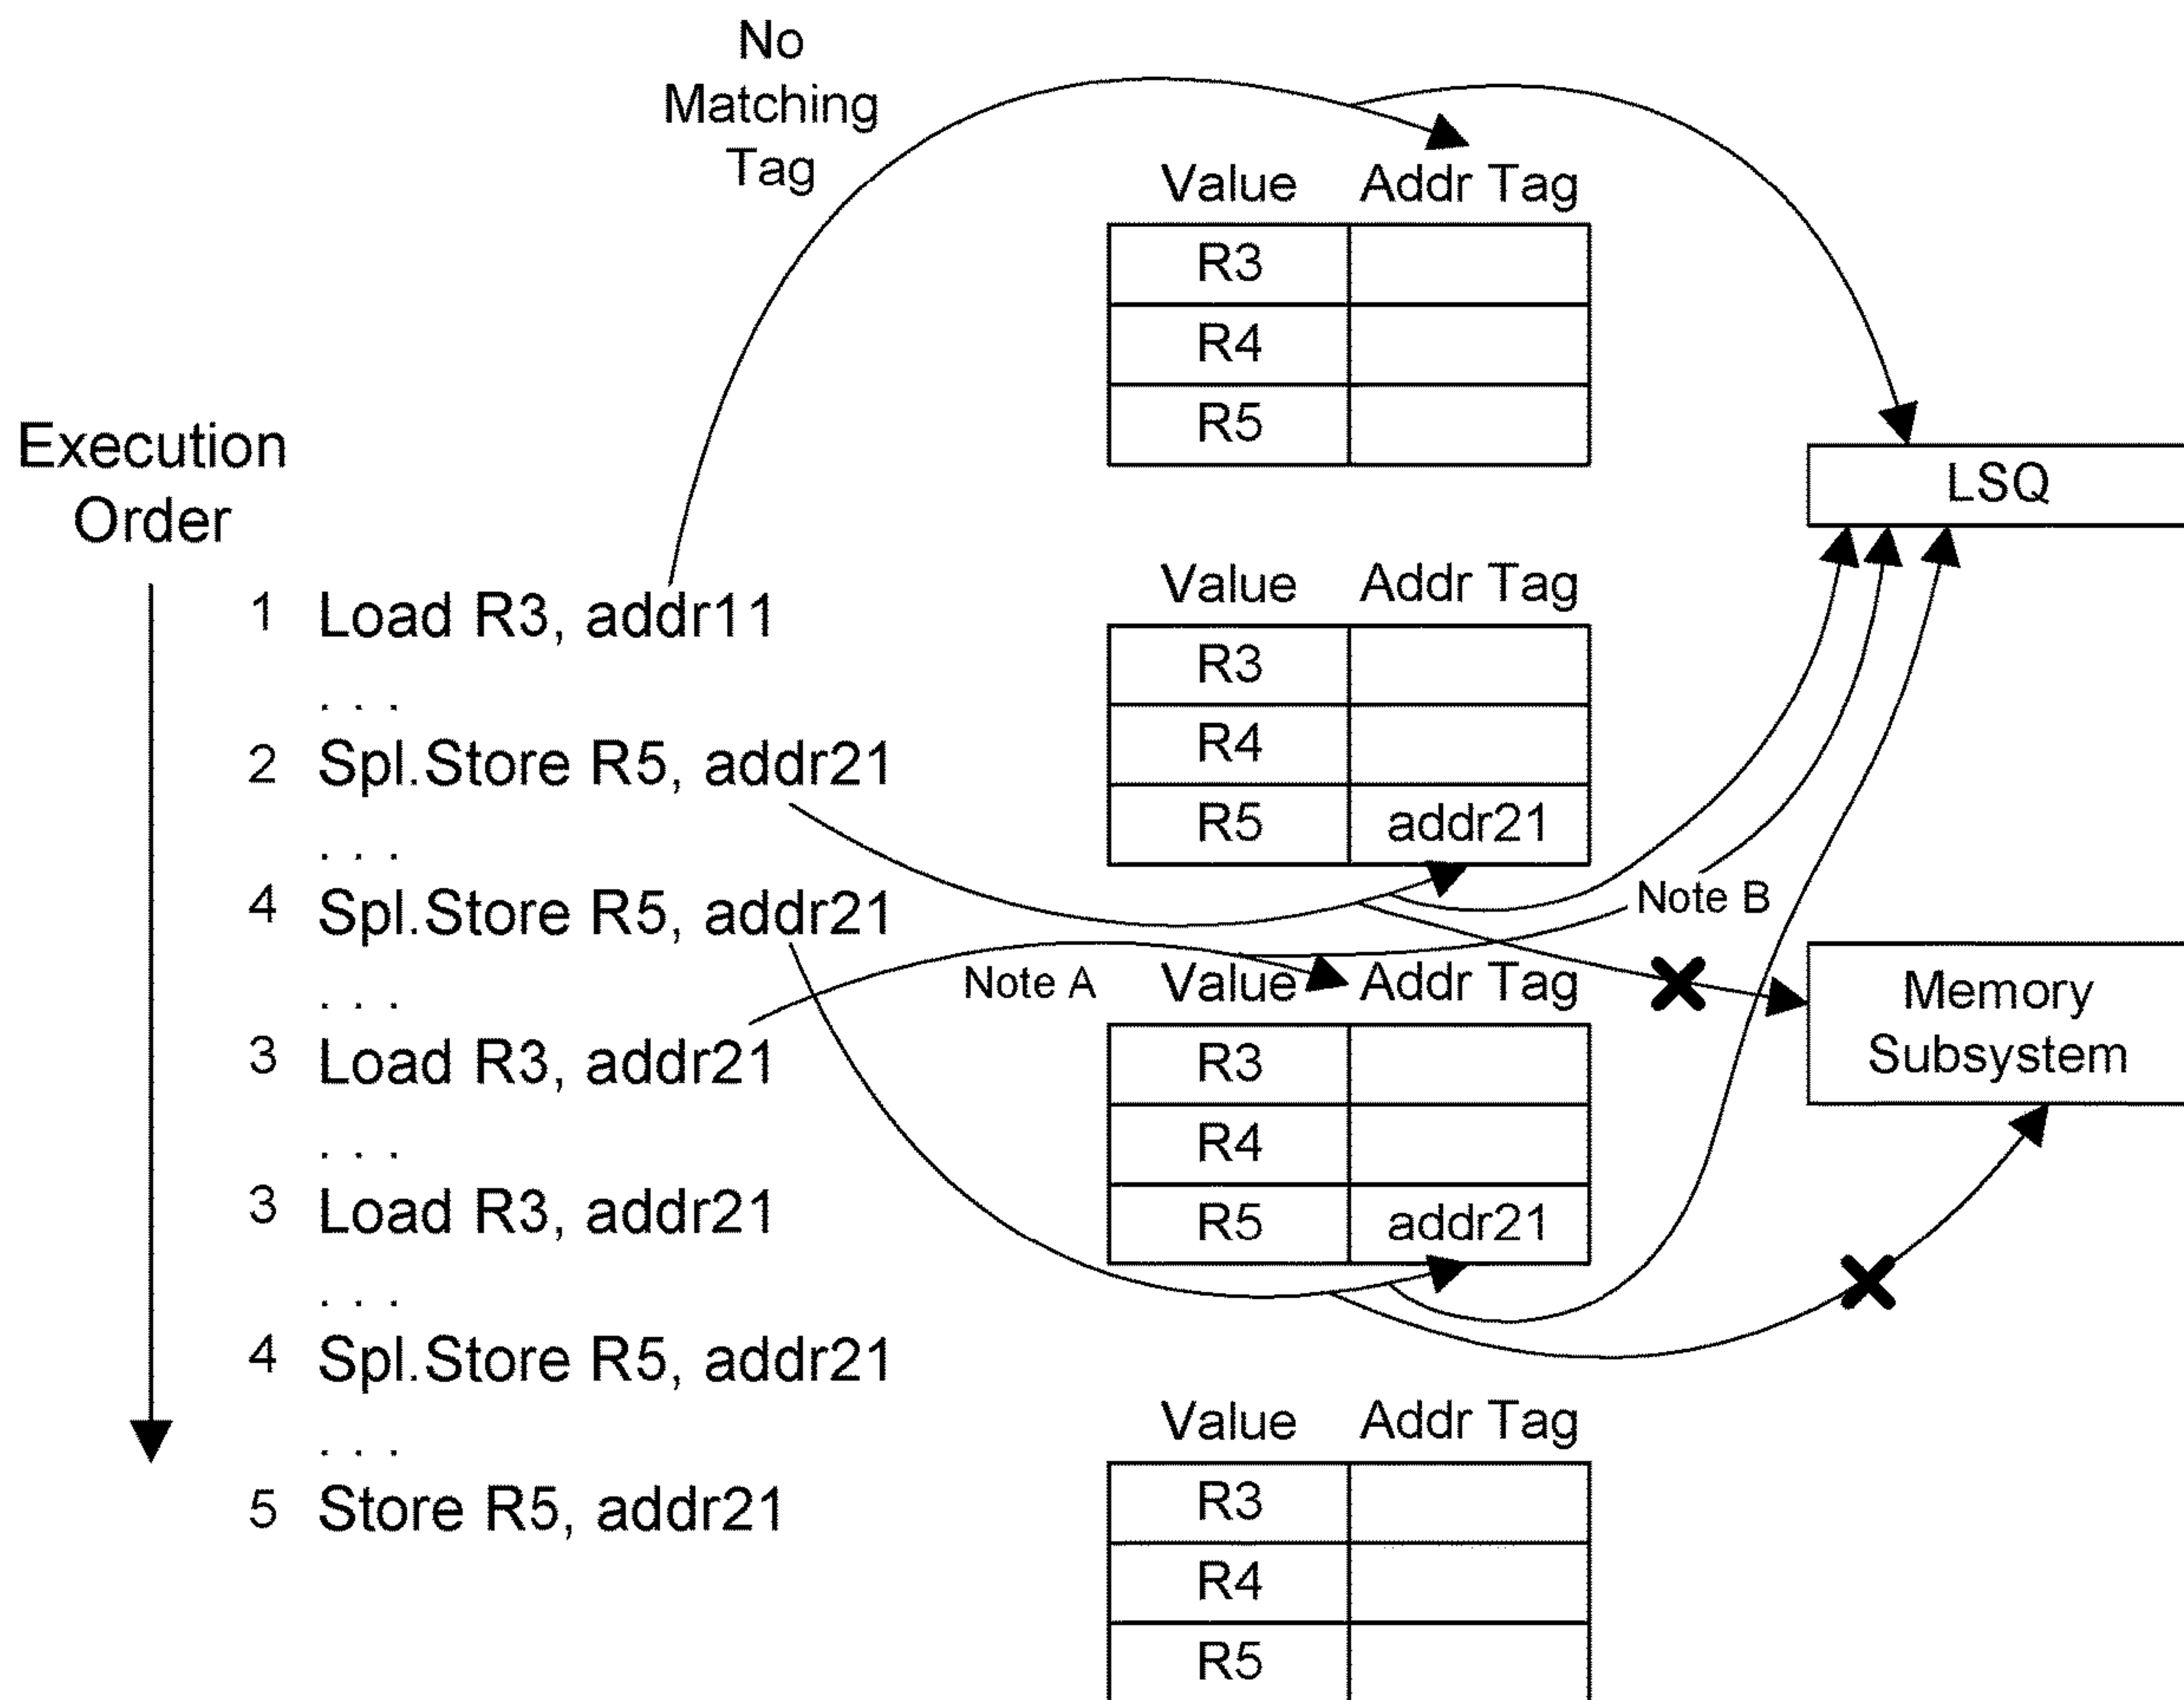 No
Matching
Tag
Value Addr Tag
R3
R4
R5
LSQ
Execution
Order
1 Load R3, addr11
. . .
2 Spl.Store R5, addr21
. . .
4 Spl.Store R5, addr21
. . .
3 Load R3, addr21
. . .
3 Load R3, addr21
. . .
4 Spl.Store R5, addr21
. . .
5 Store R5, addr21
Value Addr Tag
R3
R4
R5 addr21
Note B
Note A
Value Addr Tag
R3
R4
R5 addr21
Memory
Subsystem
Value Addr Tag
R3
R4
R5